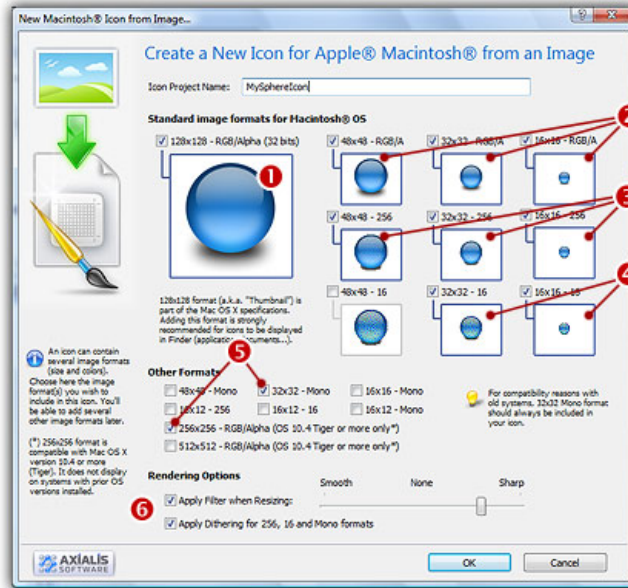 New Macintosh® Icon from Image...
Create a New Icon for Apple® Macintosh® from an Image
Icon Project Name: MySphereIcon
Standard image formats for Macintosh® OS
128x128 - RGB/Alpha (32 bits)
48x48 - RGB/A
32x32 - RGB/A
16x16 - RGB/A
1
2
48x48 - 256
32x32 - 256
16x16 - 256
3
48x48 - 16
32x32 - 16
16x16 - 16
4
128x128 format (a.k.a. "Thumbnail") is
part of the Mac OS X specifications.
Adding this format is strongly
recommended for icons to be displayed
in Finder (application, documents...).
5
An icon can contain
several image formats
(size and colors).
Choose here the image
format(s) you wish to
include in this icon. You'll
be able to add several
other image formats later.
(*) 256x256 format is
compatible with Mac OS X
version 10.4 or more
(Tiger). It does not display
on systems with prior OS
versions installed.
Other Formats
48x48 - Mono
32x32 - Mono
16x16 - Mono
16x12 - 256
16x12 - 16
16x12 - Mono
256x256 - RGB/Alpha (OS 10.4 Tiger or more only*)
512x512 - RGB/Alpha (OS 10.4 Tiger or more only*)
For compatibility reasons with
old systems, 32x32 Mono format
should always be included in
your icon.
Rendering Options
Smooth None Sharp
6
Apply Filter when Resizing:
Apply Dithering for 256, 16 and Mono formats
AXIALIS
SOFTWARE
OK
Cancel